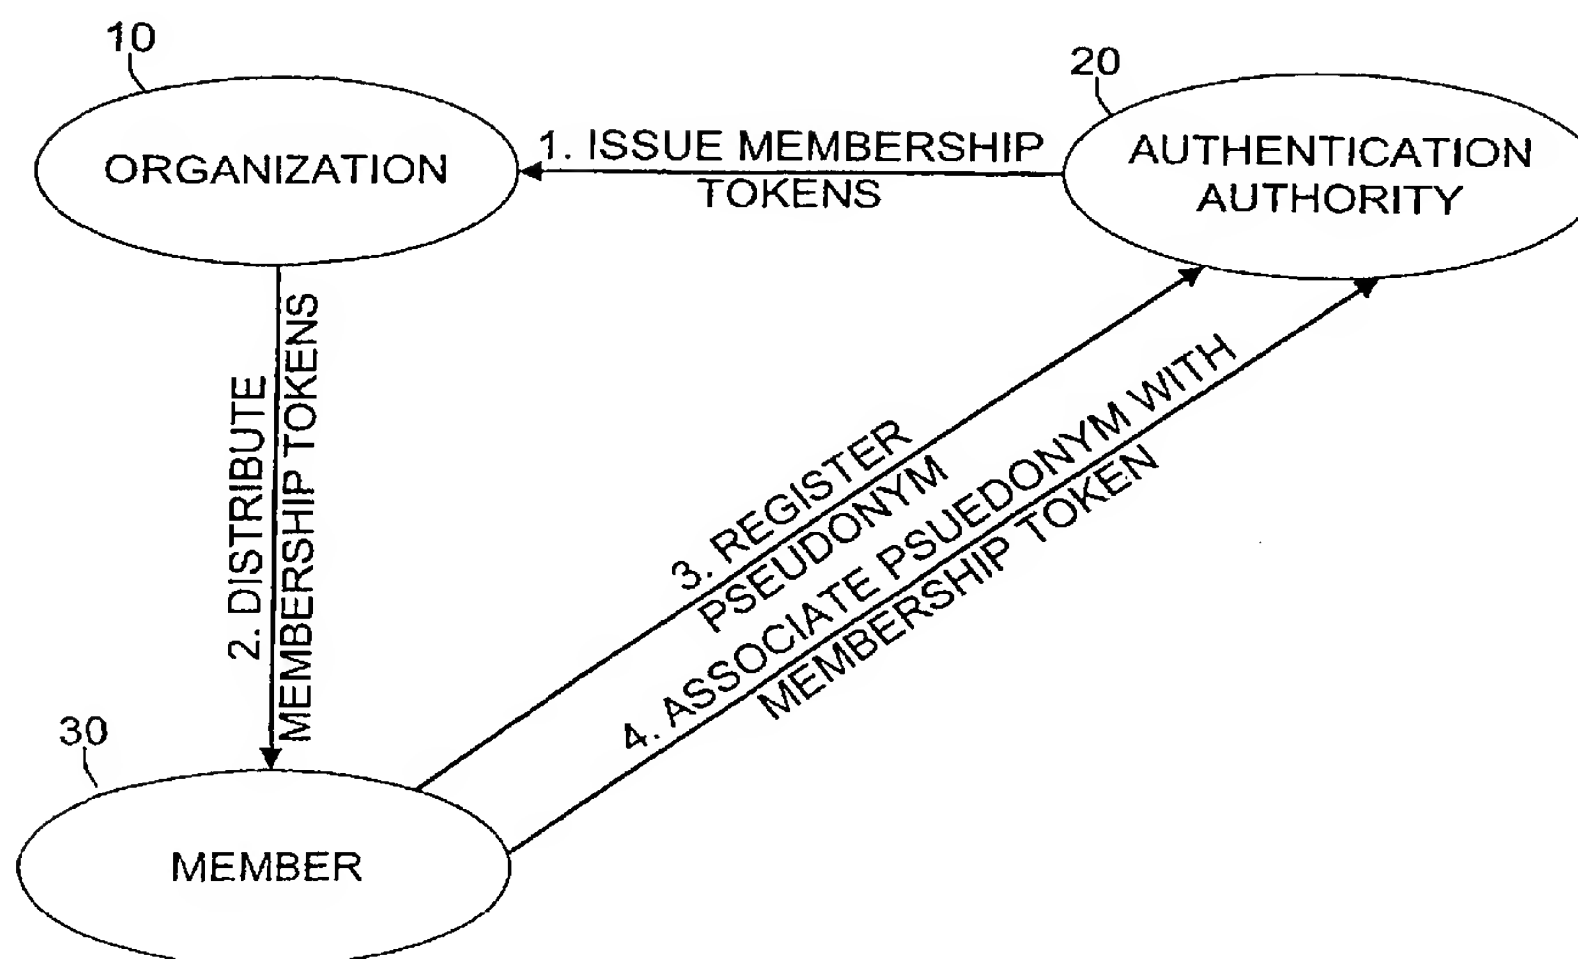 10
20
ORGANIZATION
1. ISSUE MEMBERSHIP
TOKENS
AUTHENTICATION
AUTHORITY
2. DISTRIBUTE
MEMBERSHIP TOKENS
3. REGISTER
PSEUDONYM
4. ASSOCIATE PSUEDONYM WITH
MEMBERSHIP TOKEN
30
MEMBER